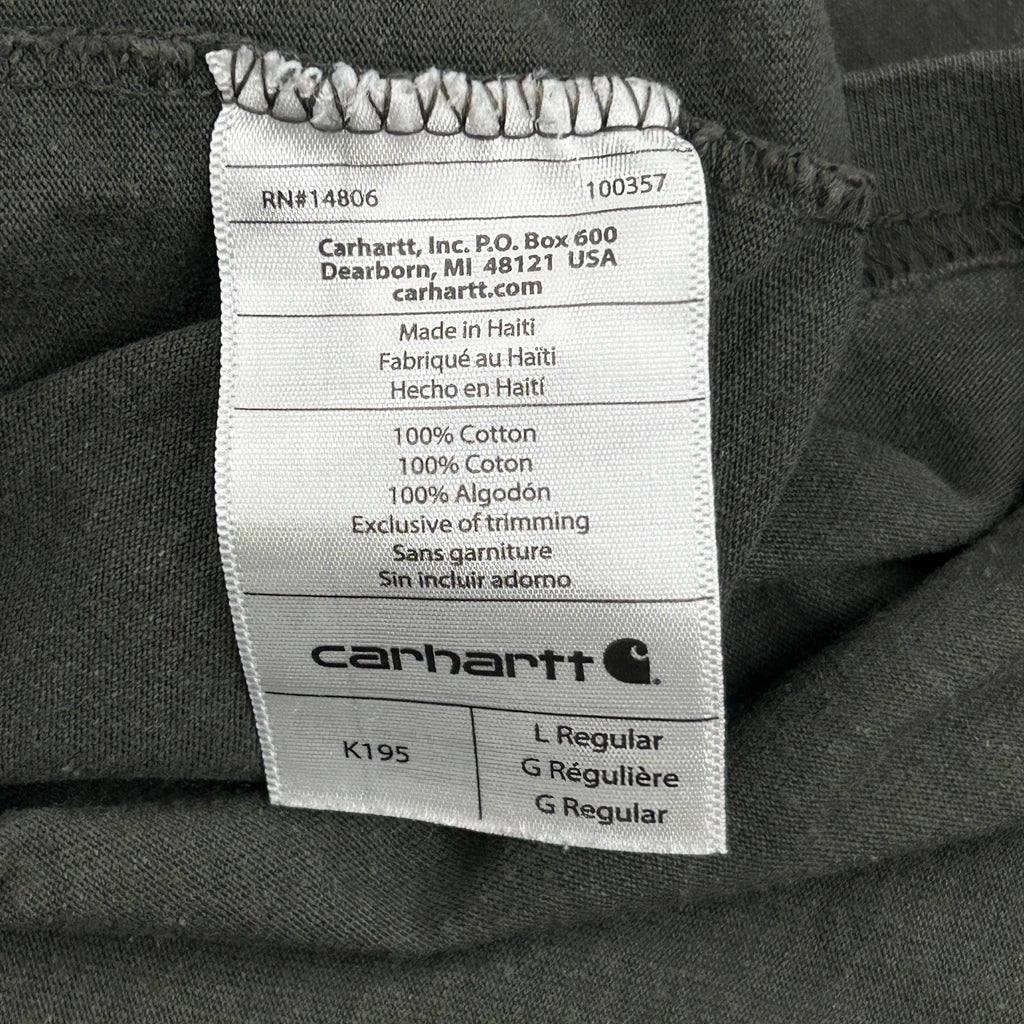 RN#14806 100357
Carhartt, Inc. P.O. Box 600
Dearborn, MI 48121 USA
carhartt.com
Made in Haiti
Fabriqué au Haïti
Hecho en Haití
100% Cotton
100% Coton
100% Algodón
Exclusive of trimming
Sans garniture
Sin incluir adorno
carhartt
K195
L Regular
G Régulière
G Regular